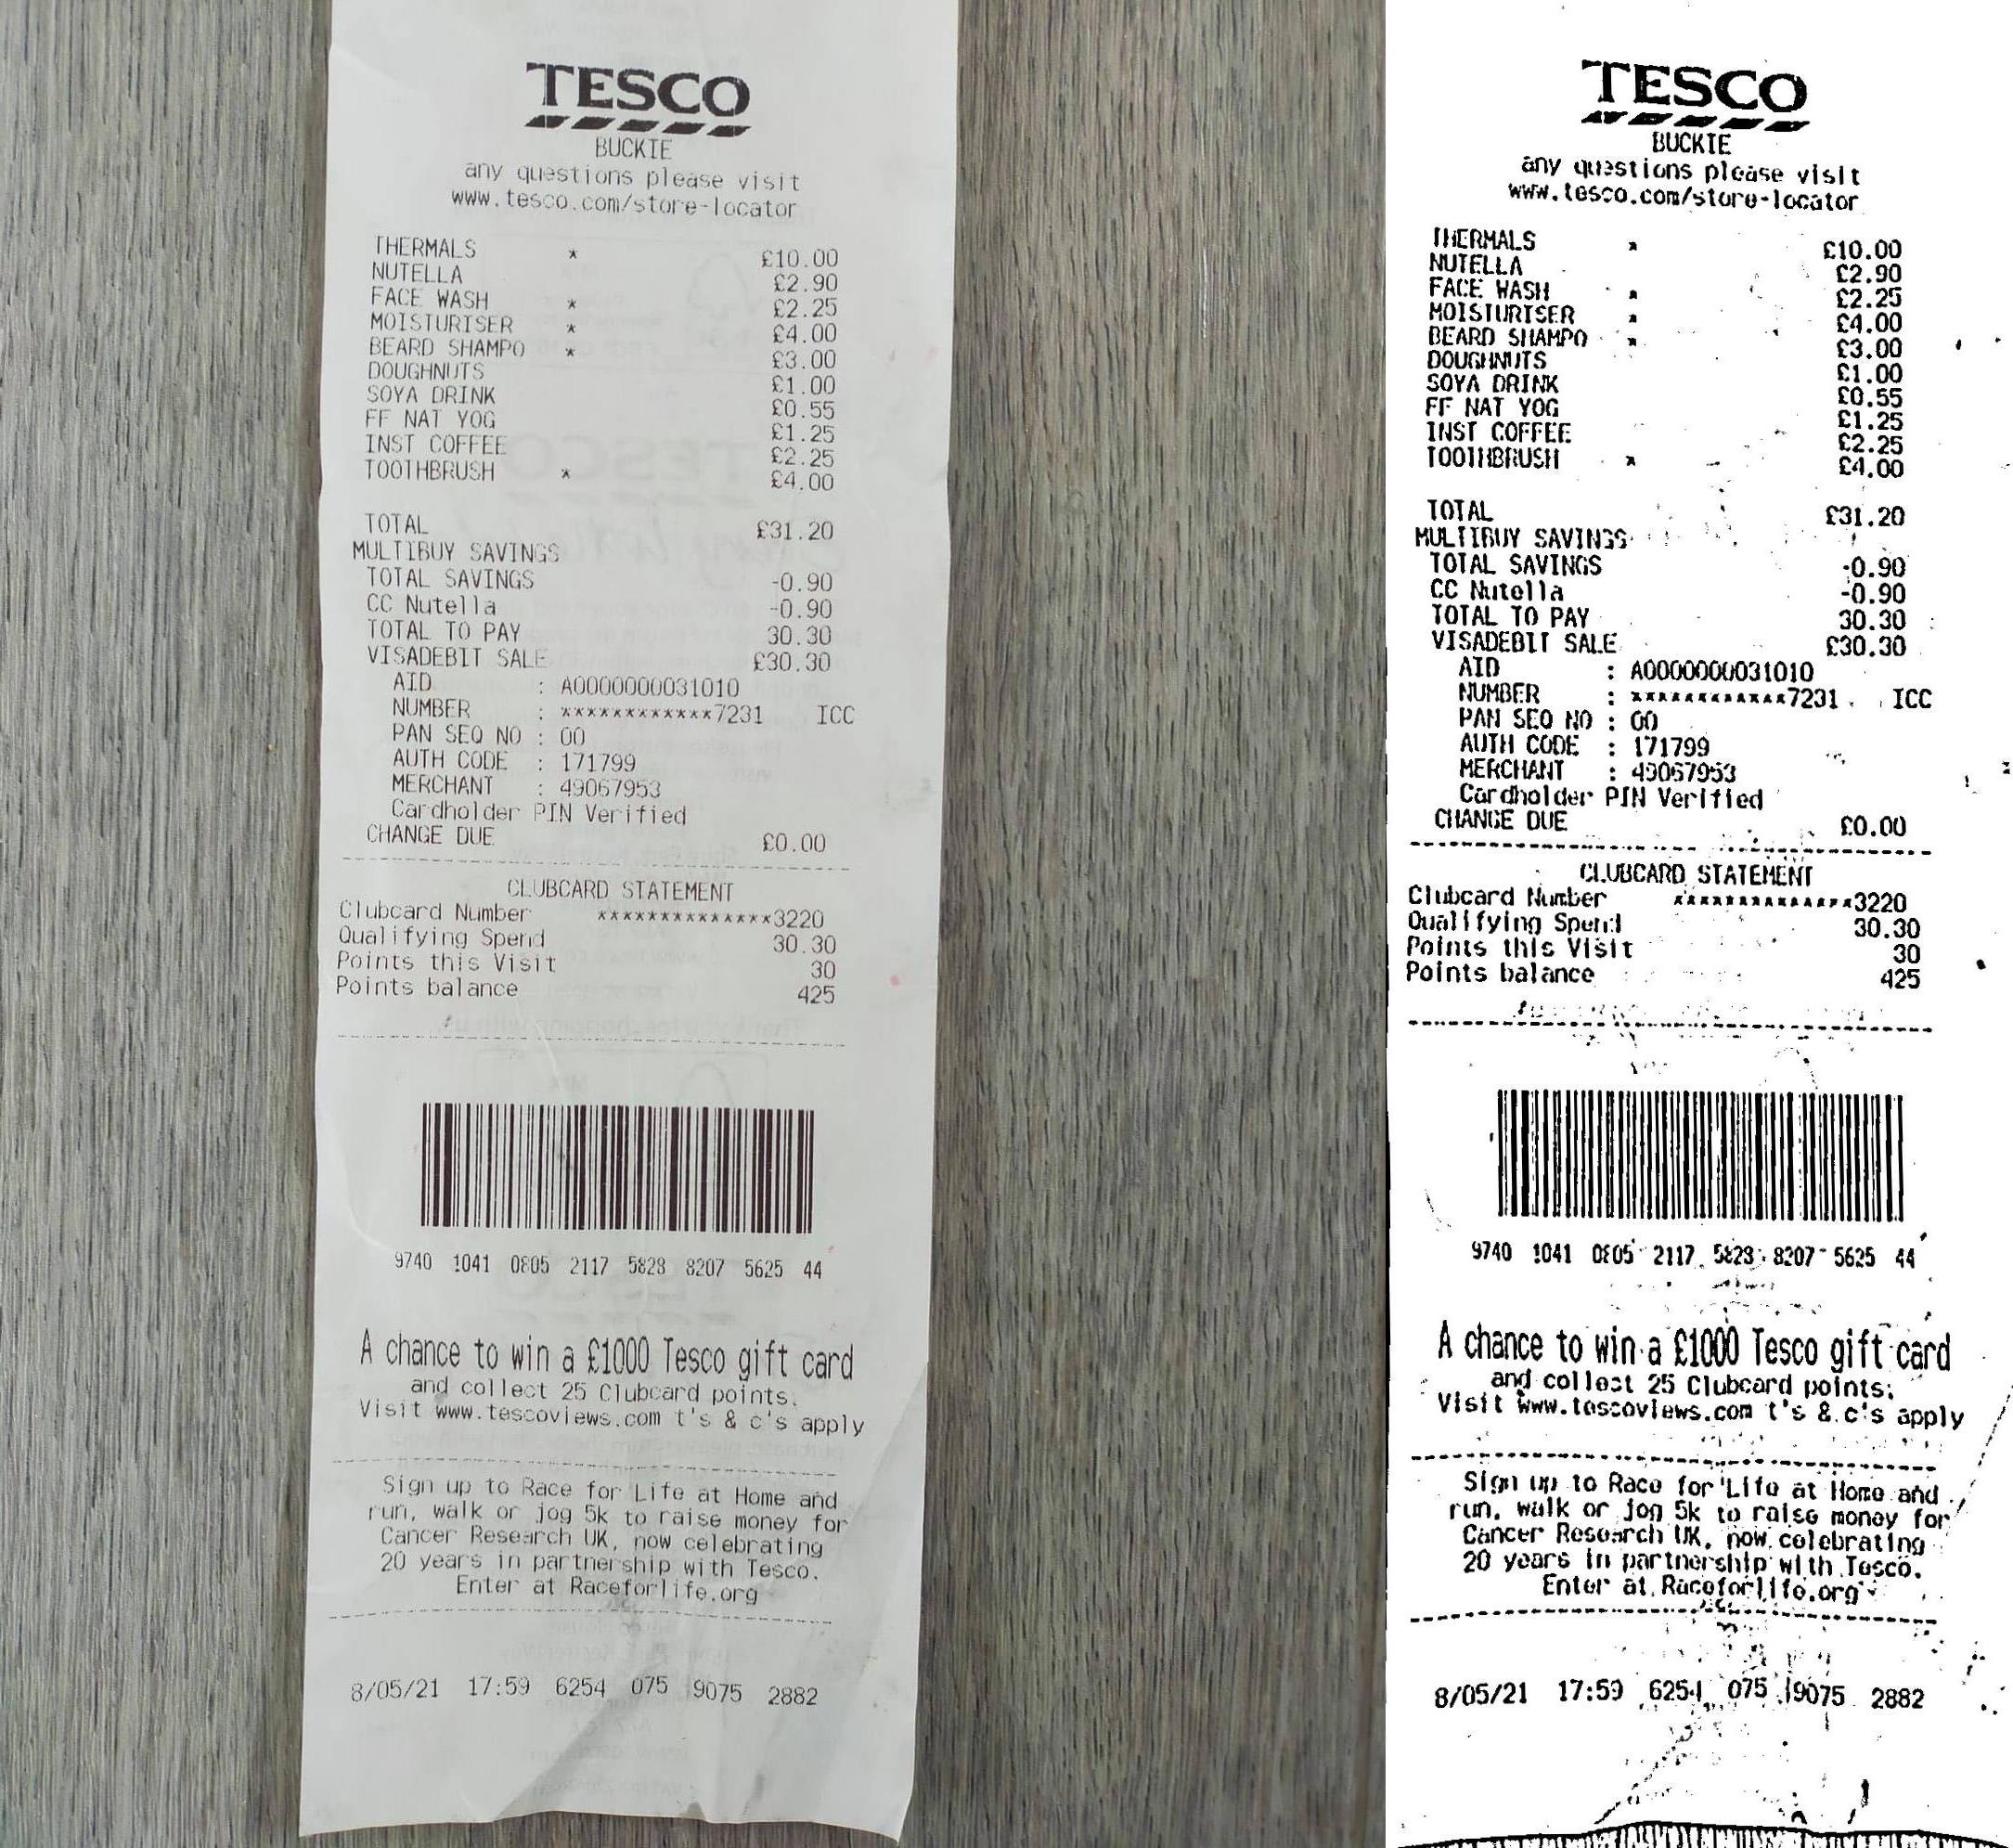 TESCO
BUCKIE
any questions please visit
www.tesco.com/store-locator
THERMALS * £10.00
NUTELLA £2.90
FACE WASH * £2.25
MOISTURISER * £4.00
BEARD SHAMPO * £3.00
DOUGHNUTS £1.00
SOYA DRINK £0.55
FF NAT YOG £1.25
INST COFFEE £2.25
TOOTHBRUSH * £4.00
TOTAL £31.20
MULTIBUY SAVINGS
TOTAL SAVINGS -0.90
CC Nutella -0.90
TOTAL TO PAY 30.30
VISADEBIT SALE £30.30
AID : A0000000031010
NUMBER : ************7231 ICC
PAN SEQ NO : 00
AUTH CODE : 171799
MERCHANT : 49067953
Cardholder PIN Verified
CHANGE DUE £0.00
CLUBCARD STATEMENT
Clubcard Number **************3220
Qualifying Spend 30.30
Points this Visit 30
Points balance 425
9740 1041 0805 2117 5828 8207 5625 44
A chance to win a £1000 Tesco gift card
and collect 25 Clubcard points.
Visit www.tescoviews.com t's & c's apply
Sign up to Race for Life at Home and
run, walk or jog 5k to raise money for
Cancer Research UK, now celebrating
20 years in partnership with Tesco.
Enter at Raceforlife.org
8/05/21 17:59 6254 075 9075 2882
TESCO
BUCKIE
any questions please visit
www.tesco.com/store-locator
THERMALS * £10.00
NUTELLA £2.90
FACE WASH * £2.25
MOISTURISER * £4.00
BEARD SHAMPO * £3.00
DOUGHNUTS £1.00
SOYA DRINK £0.55
FF NAT YOG £1.25
INST COFFEE £2.25
TOOTHBRUSH * £4.00
TOTAL £31.20
MULTIBUY SAVINGS
TOTAL SAVINGS -0.90
CC Nutella -0.90
TOTAL TO PAY 30.30
VISADEBIT SALE £30.30
AID : A0000000031010
NUMBER : ************7231 ICC
PAN SEQ NO : 00
AUTH CODE : 171799
MERCHANT : 49067953
Cardholder PIN Verified
CHANGE DUE £0.00
CLUBCARD STATEMENT
Clubcard Number **************3220
Qualifying Spend 30.30
Points this Visit 30
Points balance 425
9740 1041 0805 2117 5828 8207 5625 44
A chance to win a £1000 Tesco gift card
and collect 25 Clubcard points.
Visit www.tescoviews.com t's & c's apply
Sign up to Race for Life at Home and
run, walk or jog 5k to raise money for
Cancer Research UK, now celebrating
20 years in partnership with Tesco.
Enter at Raceforlife.org
8/05/21 17:59 6254 075 9075 2882